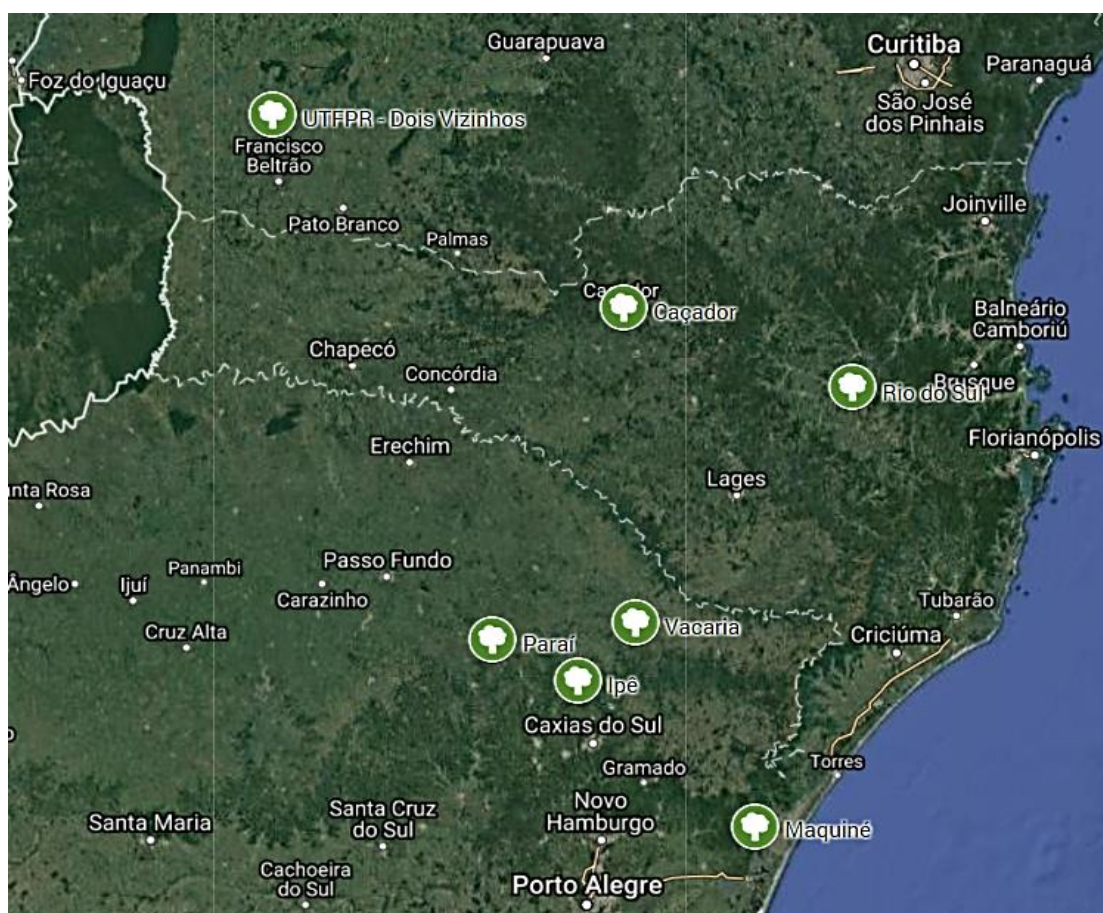 Guarapuava
Curitiba
Paranaguá
Foz do Iguaçu
São José
dos Pinhais
UTFPR - Dois Vizinhos
Francisco
Beltrão
Joinville
Pato Branco
Palmas
Caçador
Caçador
Balneário
Camboriú
Chapecó
Concórdia
Brusque
Rio do Sul
Florianópolis
Erechim
Lages
anta Rosa
Passo Fundo
Panambi
Ângelo
Ijuí
Carazinho
Tubarão
Cruz Alta
Vacaria
Criciúma
Paraí
Ipê
Caxias do Sul
Torres
Gramado
Santa Maria
Santa Cruz
do Sul
Novo
Hamburgo
Maquiné
Cachoeira
do Sul
Porto Alegre